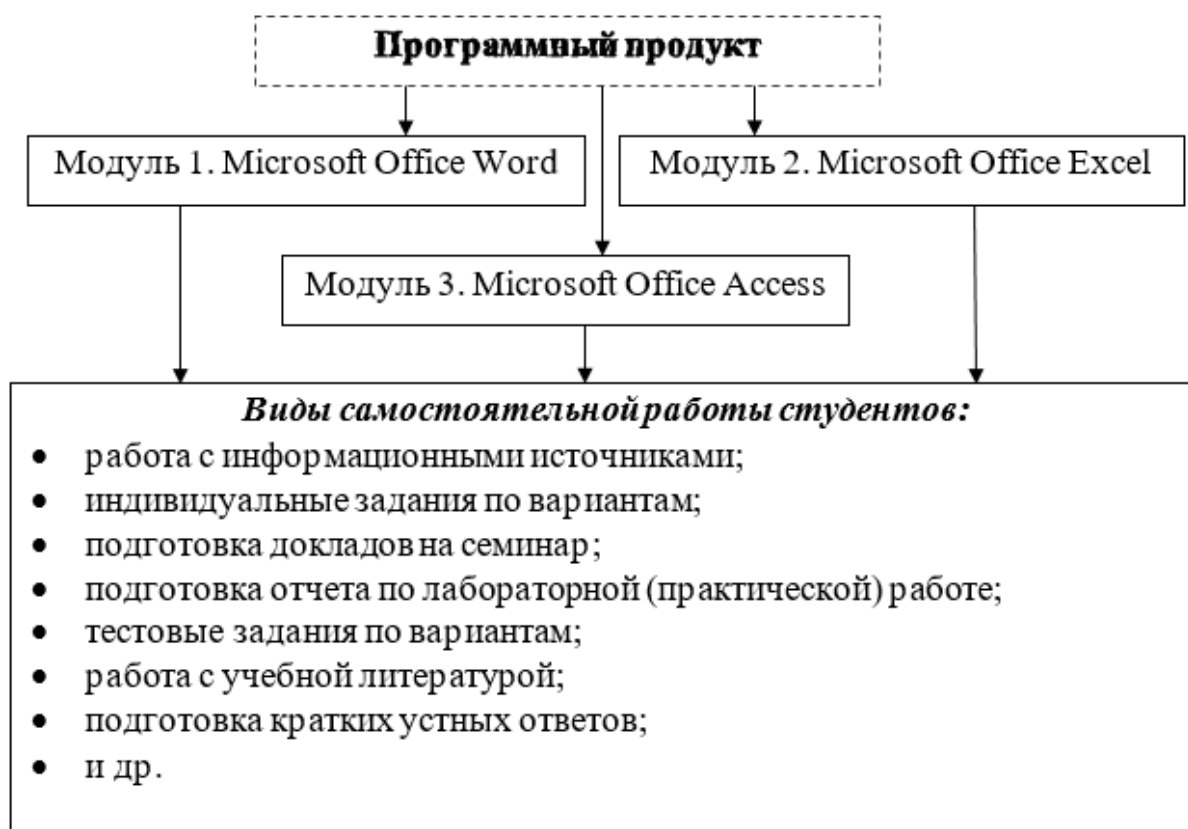 Программный продукт
Модуль 1. Microsoft Office Word
Модуль 2. Microsoft Office Excel
Модуль 3. Microsoft Office Access
Виды самостоятельной работы студентов:
• работа с информационными источниками;
• индивидуальные задания по вариантам;
• подготовка докладов на семинар;
• подготовка отчета по лабораторной (практической) работе;
• тестовые задания по вариантам;
• работа с учебной литературой;
• подготовка кратких устных ответов;
• и др.